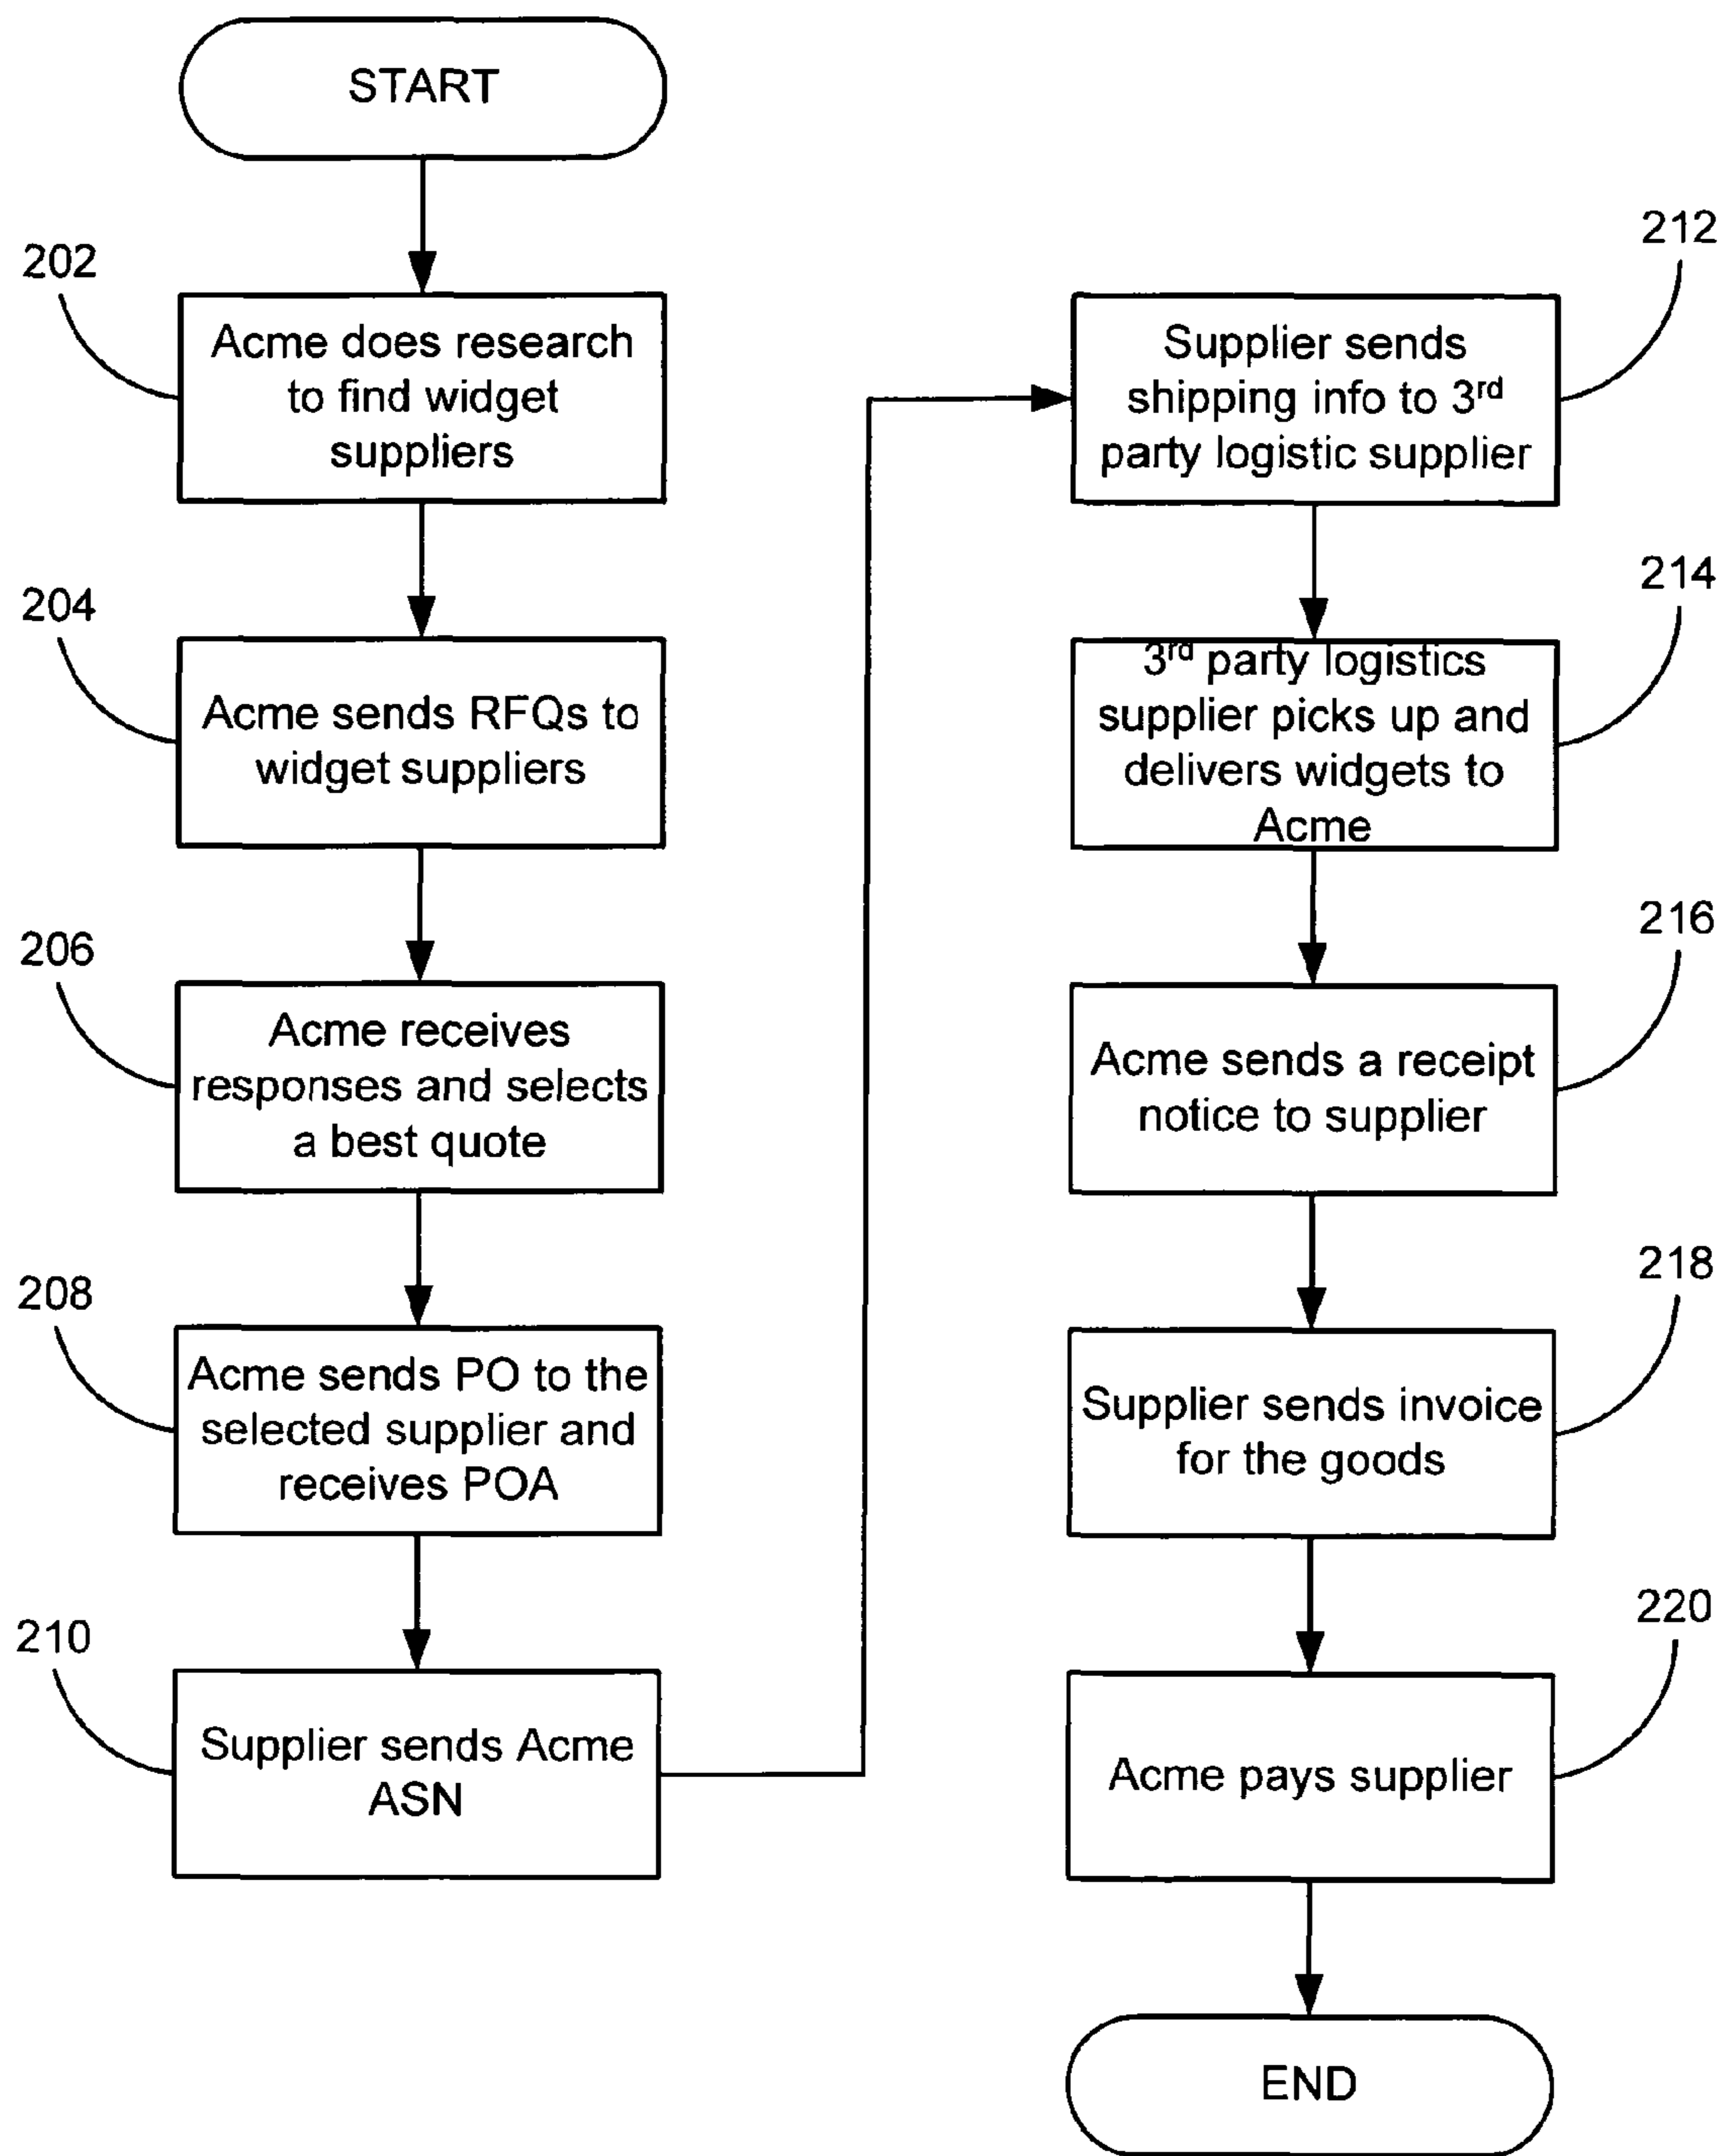 START
202
Acme does research
to find widget
suppliers
204
Acme sends RFQs to
widget suppliers
206
Acme receives
responses and selects
a best quote
208
Acme sends PO to the
selected supplier and
receives POA
210
Supplier sends Acme
ASN
212
Supplier sends
shipping info to 3rd
party logistic supplier
214
3rd party logistics
supplier picks up and
delivers widgets to
Acme
216
Acme sends a receipt
notice to supplier
218
Supplier sends invoice
for the goods
220
Acme pays supplier
END